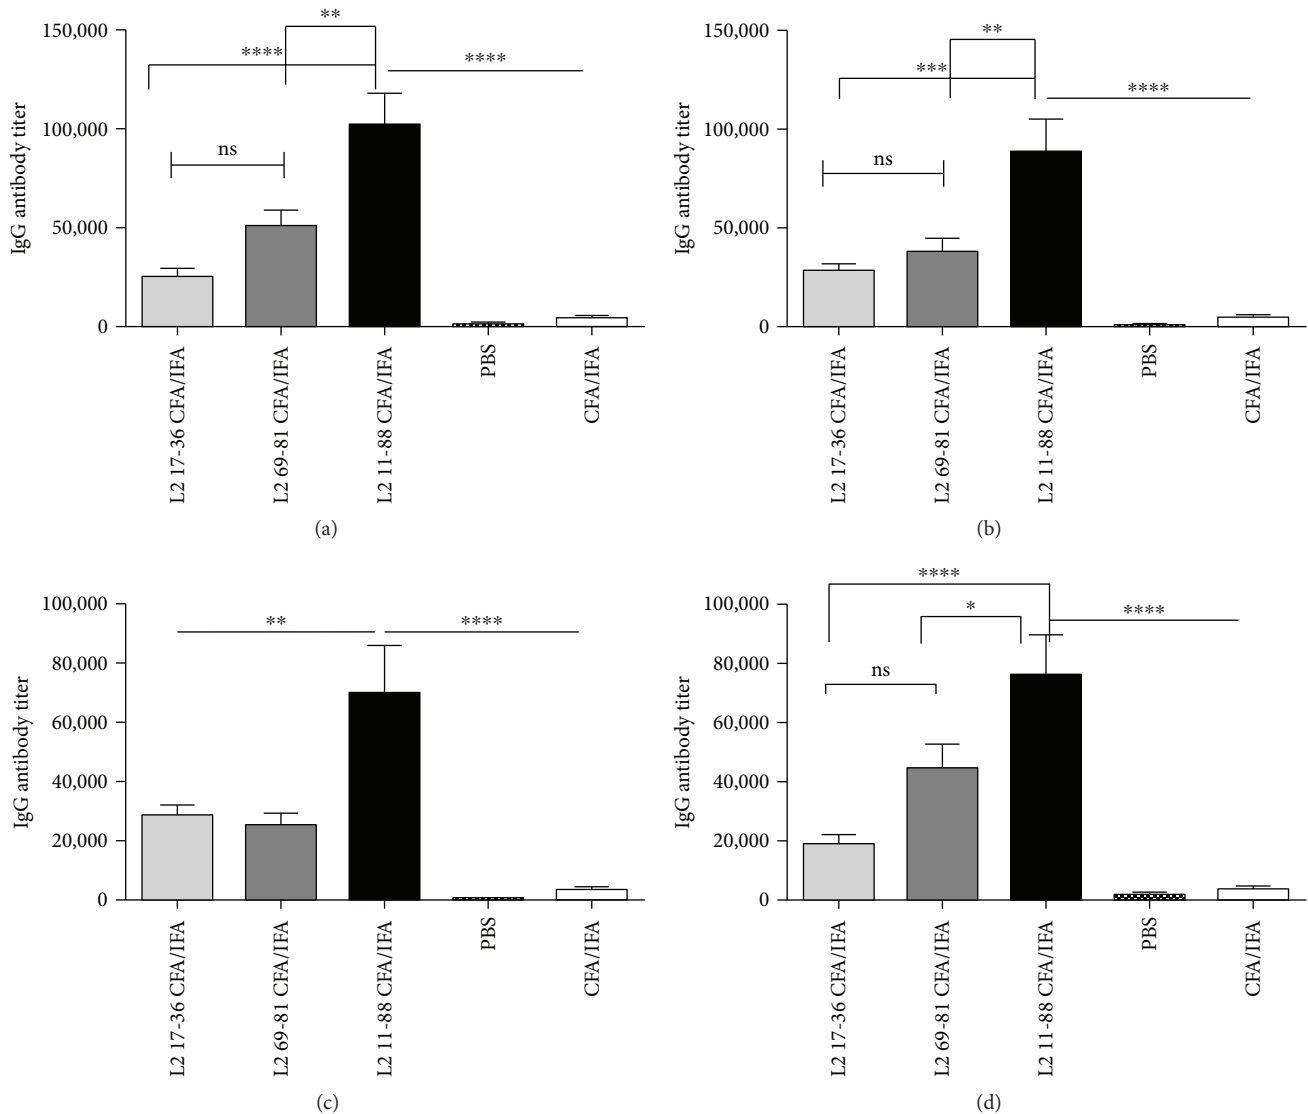 150,000
100,000
50,000
0
IgG antibody titer
**
****
****
ns
L2 17-36 CFA/IFA
L2 69-81 CFA/IFA
L2 11-88 CFA/IFA
PBS
CFA/IFA
(a)
150,000
100,000
50,000
0
IgG antibody titer
**
***
****
ns
L2 17-36 CFA/IFA
L2 69-81 CFA/IFA
L2 11-88 CFA/IFA
PBS
CFA/IFA
(b)
100,000
80,000
60,000
40,000
20,000
0
IgG antibody titer
**
****
L2 17-36 CFA/IFA
L2 69-81 CFA/IFA
L2 11-88 CFA/IFA
PBS
CFA/IFA
(c)
100,000
80,000
60,000
40,000
20,000
0
IgG antibody titer
****
*
****
ns
L2 17-36 CFA/IFA
L2 69-81 CFA/IFA
L2 11-88 CFA/IFA
PBS
CFA/IFA
(d)